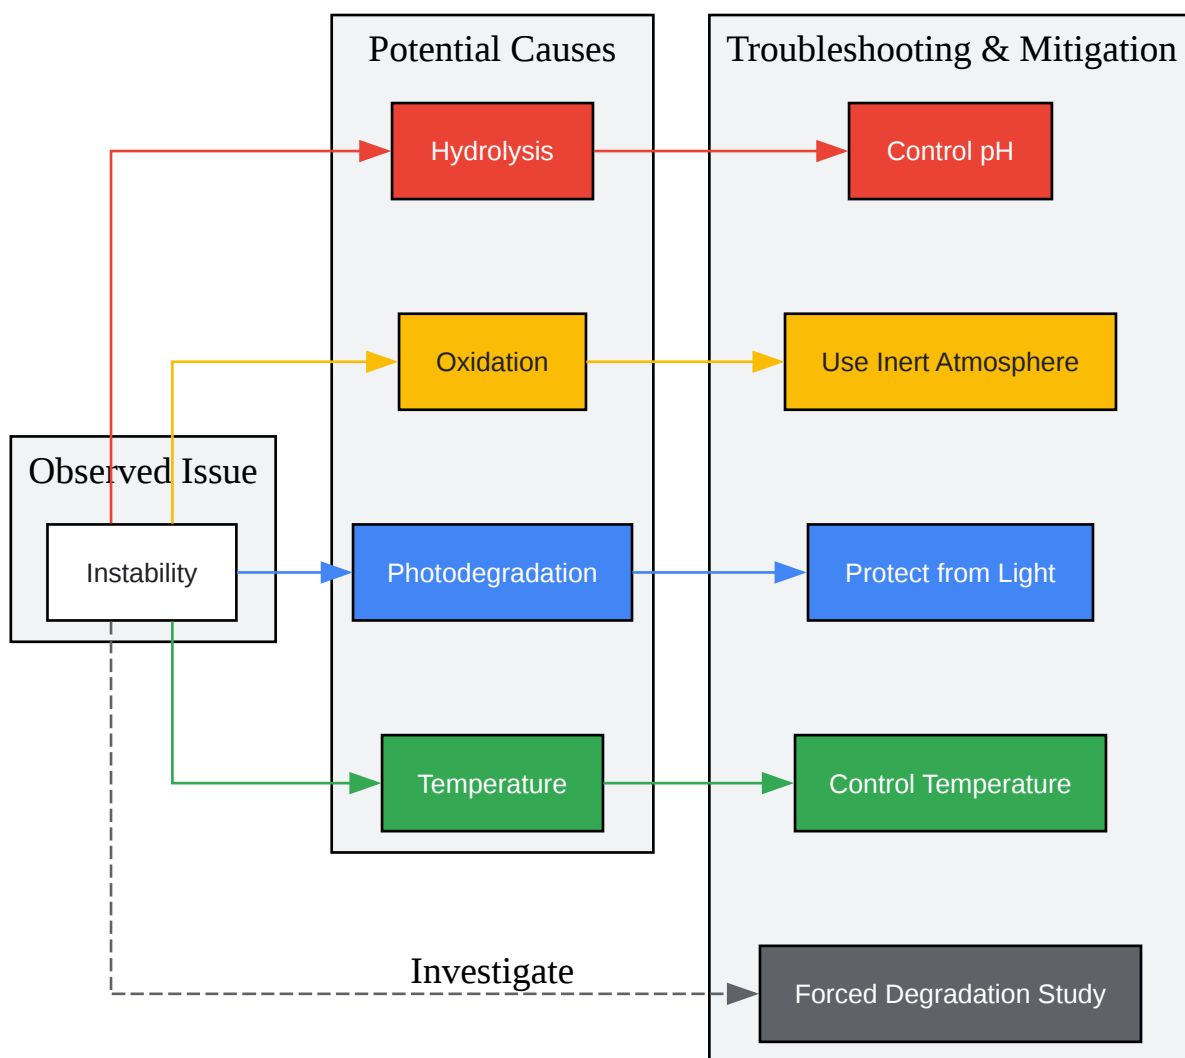 Potential Causes
Troubleshooting & Mitigation
Hydrolysis
Control pH
Oxidation
Use Inert Atmosphere
Observed Issue
Instability
Photodegradation
Protect from Light
Temperature
Control Temperature
Investigate
Forced Degradation Study